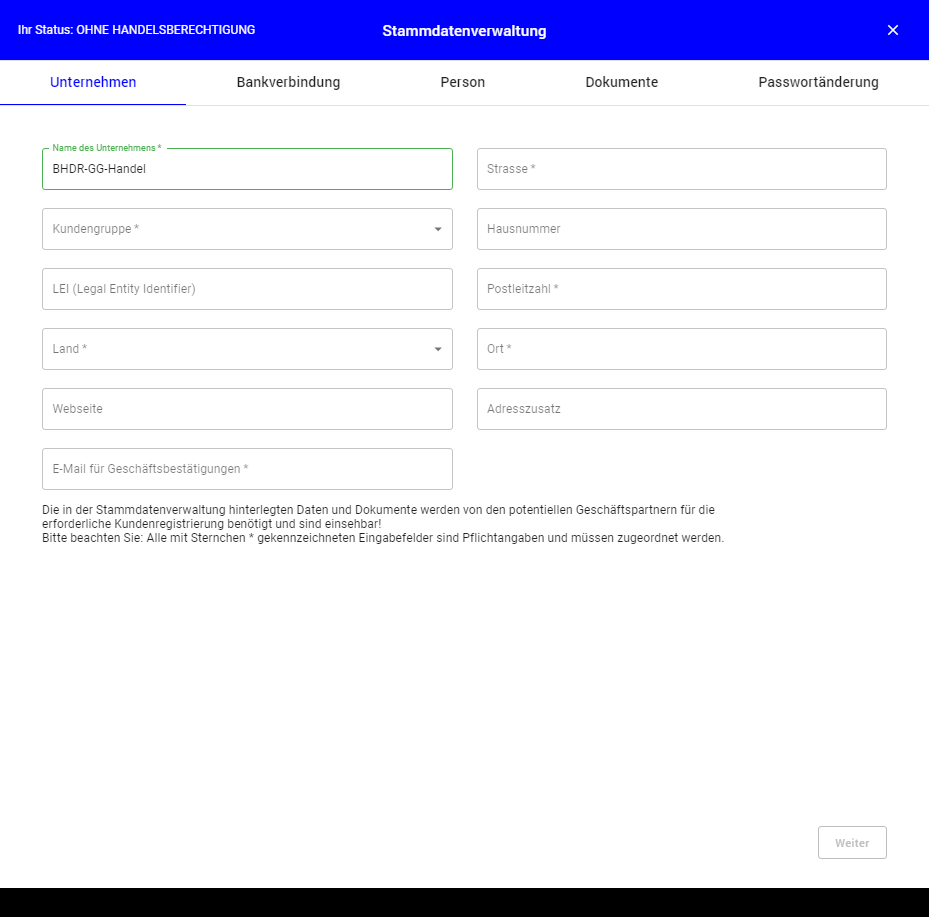 Ihr Status: OHNE HANDELSBERECHTIGUNG
Stammdatenverwaltung
Unternehmen
Bankverbindung
Person
Dokumente
Passwortänderung
Name des Unternehmens *
BHDR-GG-Handel
Strasse *
Kundengruppe *
Hausnummer
LEI (Legal Entity Identifier)
Postleitzahl *
Land *
Ort *
Webseite
Adresszusatz
E-Mail für Geschäftsbestätigungen *
Die in der Stammdatenverwaltung hinterlegten Daten und Dokumente werden von den potentiellen Geschäftspartnern für die
erforderliche Kundenregistrierung benötigt und sind einsehbar!
Bitte beachten Sie: Alle mit Sternchen * gekennzeichneten Eingabefelder sind Pflichtangaben und müssen zugeordnet werden.
Weiter